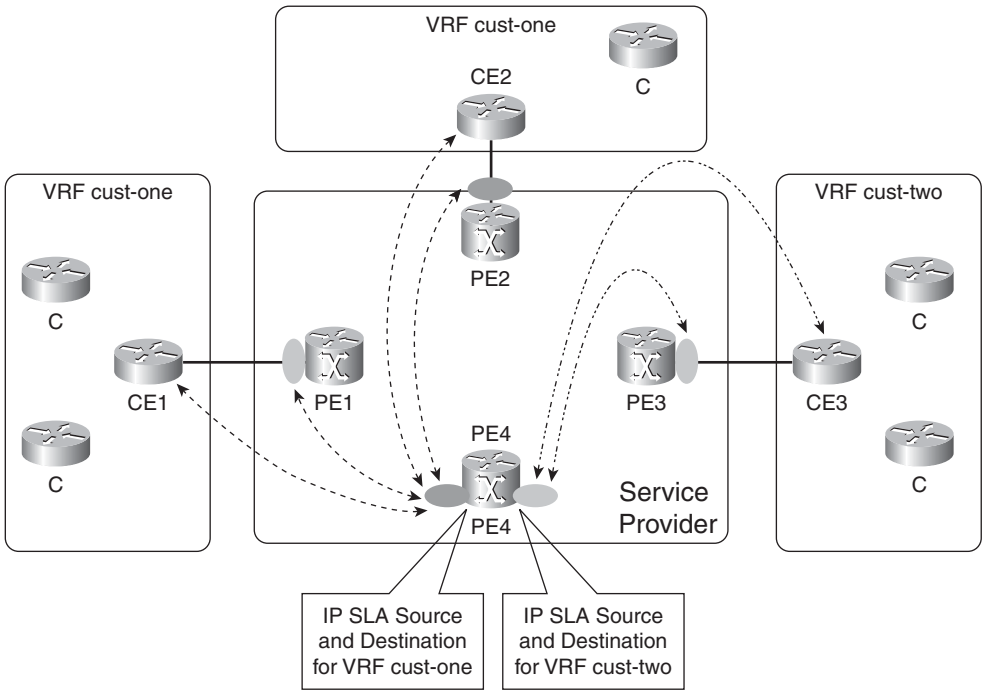 VRF cust-one
C
CE2
VRF cust-one
VRF cust-two
PE2
C
C
CE1
PE1
PE3
CE3
PE4
C
C
PE4
Service
Provider
IP SLA Source
and Destination
for VRF cust-one
IP SLA Source
and Destination
for VRF cust-two